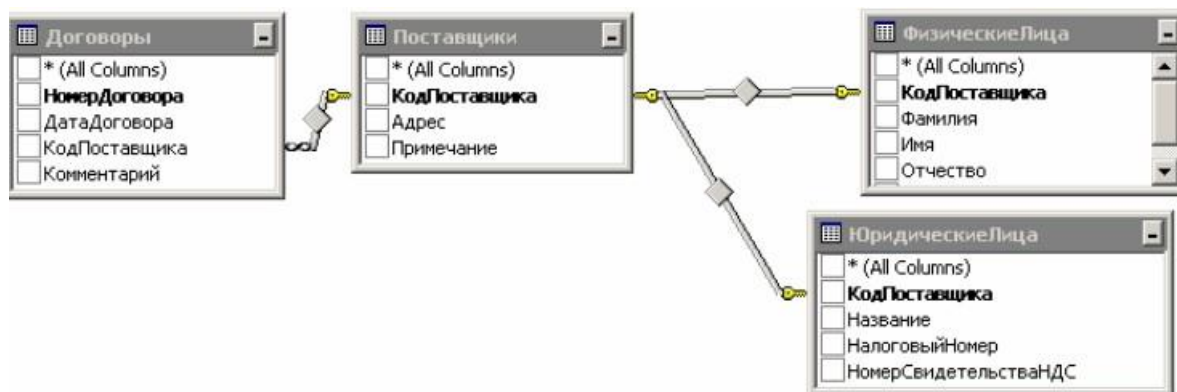 Договоры
* (All Columns)
НомерДоговора
ДатаДоговора
КодПоставщика
Комментарий
Поставщики
* (All Columns)
КодПоставщика
Адрес
Примечание
ФизическиеЛица
* (All Columns)
КодПоставщика
Фамилия
Имя
Отчество
ЮридическиеЛица
* (All Columns)
КодПоставщика
Название
НалоговыйНомер
НомерСвидетельстваНДС